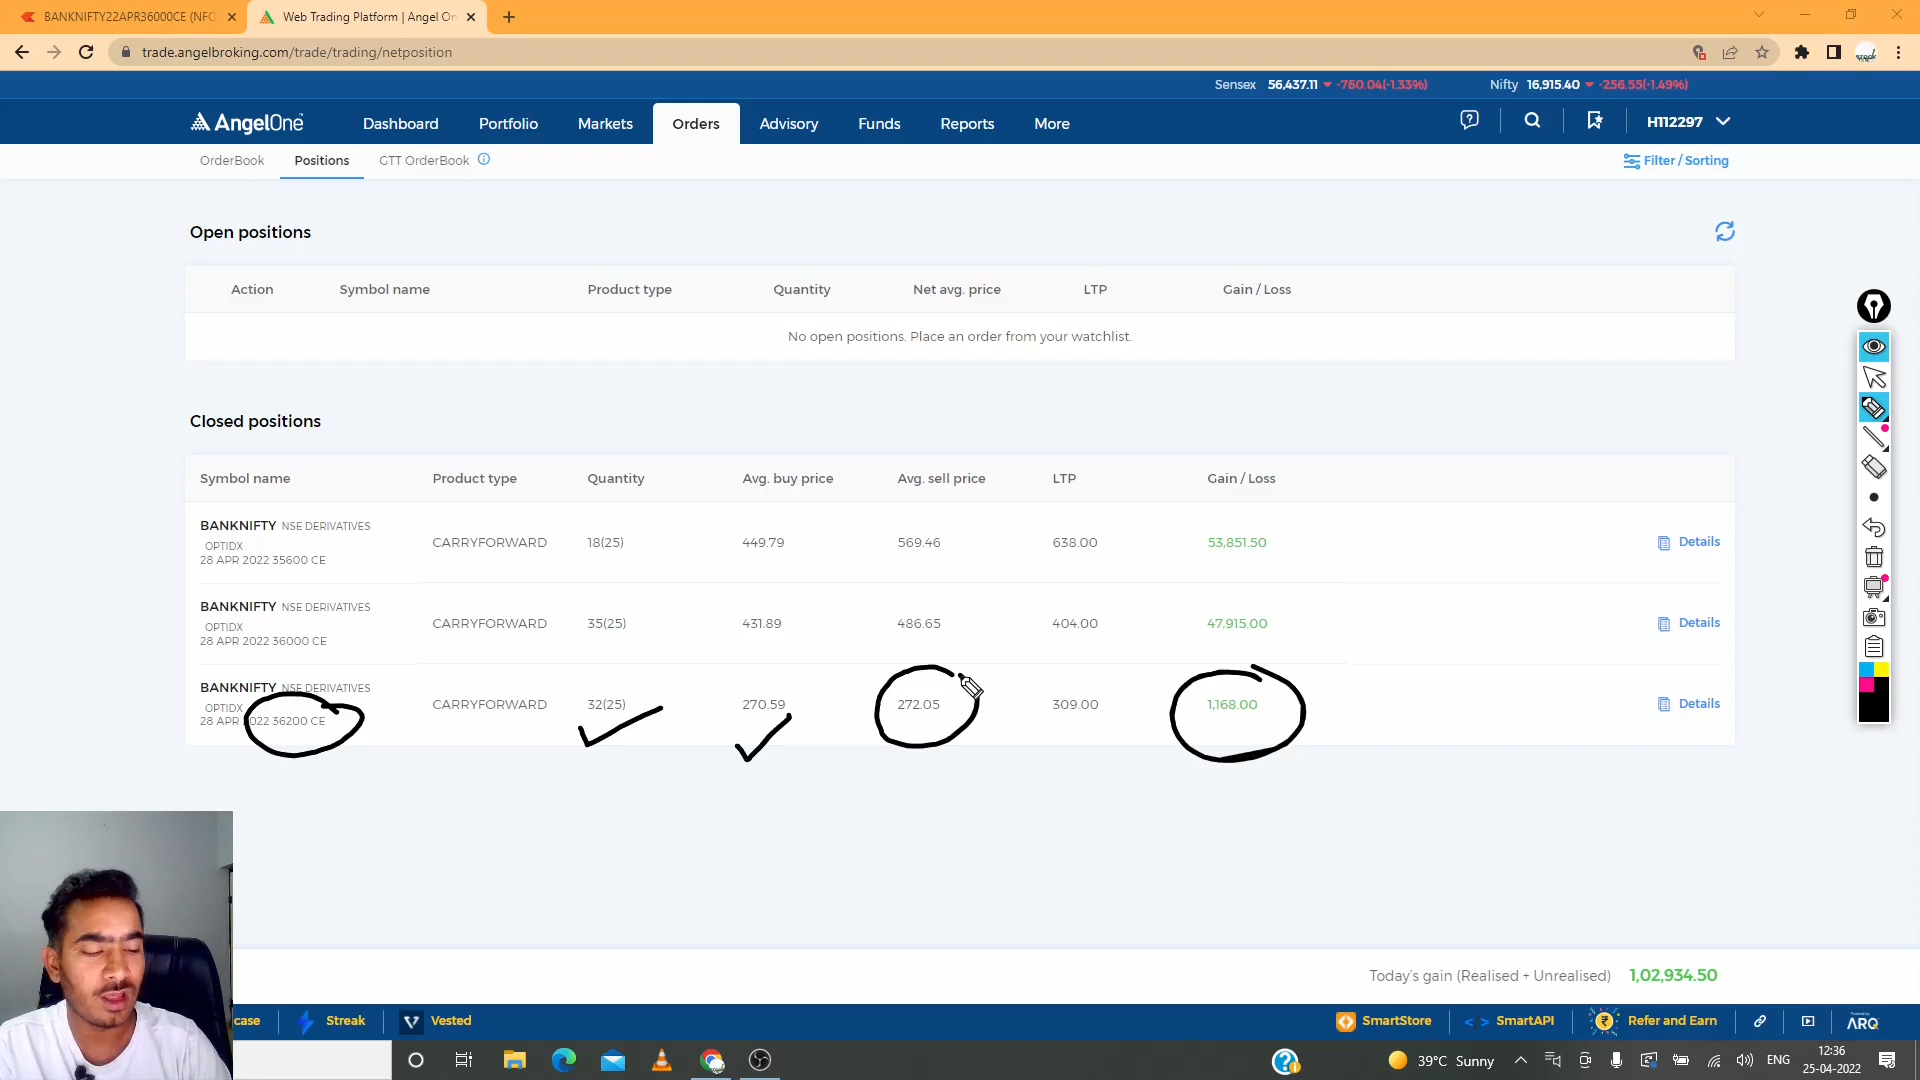 BANKNIFTY22APR36000CE (NFO
Web Trading Platform | Angel On
trade.angelbroking.com/trade/trading/netposition
Sensex 56,437.11 -760.04(-1.33%) Nifty 16,915.40 -256.55(-1.49%)
AngelOne Dashboard Portfolio Markets Orders Advisory Funds Reports More H112297
OrderBook Positions GTT OrderBook Filter / Sorting
Open positions
Action Symbol name Product type Quantity Net avg. price LTP Gain / Loss
No open positions. Place an order from your watchlist.
Closed positions
Symbol name Product type Quantity Avg. buy price Avg. sell price LTP Gain / Loss
BANKNIFTY NSE DERIVATIVES
OPTIDX
28 APR 2022 35600 CE
CARRYFORWARD 18(25) 449.79 569.46 638.00 53,851.50 Details
BANKNIFTY NSE DERIVATIVES
OPTIDX
28 APR 2022 36000 CE
CARRYFORWARD 35(25) 431.89 486.65 404.00 47,915.00 Details
BANKNIFTY NSE DERIVATIVES
OPTIDX
28 APR 2022 36200 CE
CARRYFORWARD 32(25) 270.59 272.05 309.00 1,168.00 Details
Today's gain (Realised + Unrealised) 1,02,934.50
case Streak Vested SmartStore SmartAPI Refer and Earn ARQ
39°C Sunny ENG
12:36
25-04-2022